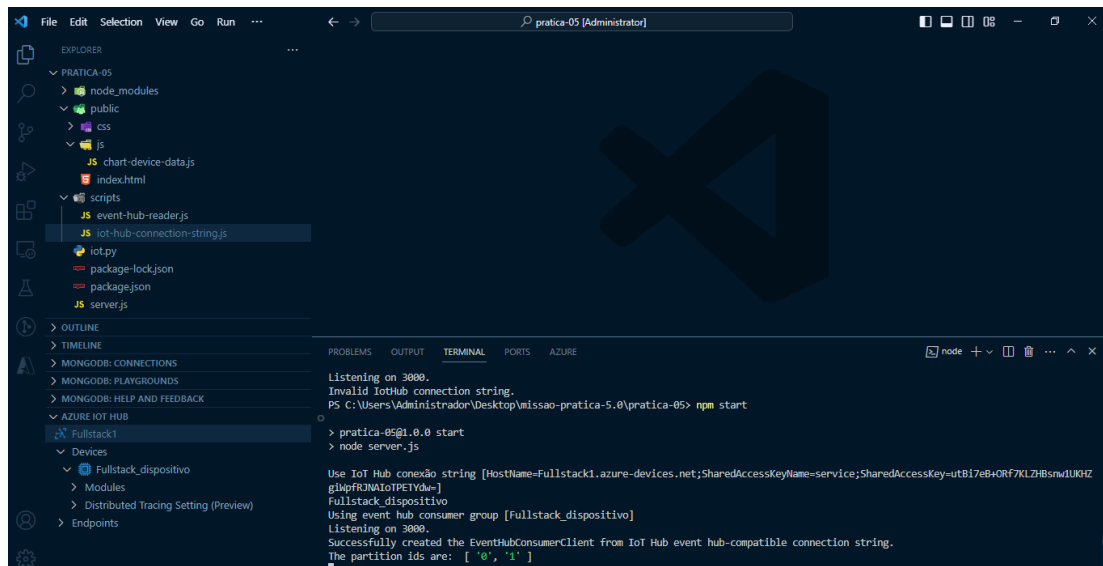 File Edit Selection View Go Run ...
pratica-05 [Administrator]
EXPLORER
PRATICA-05
node_modules
public
css
js
JS chart-device-data.js
index.html
scripts
JS event-hub-reader.js
JS iot-hub-connection-string.js
iot.py
package-lock.json
package.json
JS server.js
OUTLINE
TIMELINE
MONGODB: CONNECTIONS
MONGODB: PLAYGROUNDS
MONGODB: HELP AND FEEDBACK
AZURE IOT HUB
Fullstack1
Devices
Fullstack_dispositivo
Modules
Distributed Tracing Setting (Preview)
Endpoints
PROBLEMS OUTPUT TERMINAL PORTS AZURE
node
Listening on 3000.
Invalid IotHub connection string.
PS C:\Users\Administrador\Desktop\missao-pratica-5.0\pratica-05> npm start
> pratica-05@1.0.0 start
> node server.js
Use IoT Hub conexão string [HostName=Fullstack1.azure-devices.net;SharedAccessKeyName=service;SharedAccessKey=utBi7eB+ORf7KLZHBsnw1UKHZ
giWpfRJNAIoTPETYdw=]
Fullstack_dispositivo
Using event hub consumer group [Fullstack_dispositivo]
Listening on 3000.
Successfully created the EventHubConsumerClient from IoT Hub event hub-compatible connection string.
The partition ids are: [ '0', '1' ]